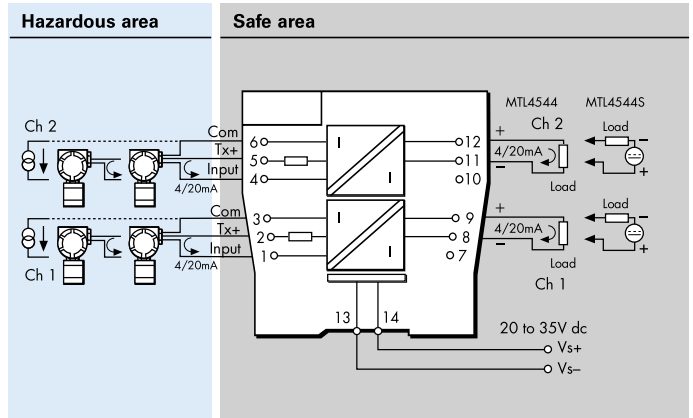 Hazardous area
Safe area
MTL4544
MTL4544S
Ch 2
Ch 2
Load
Com
6
12
+
–
Tx+
5
I
11
4/20mA
Input
4
I
10
–
+
4/20mA
Load
Com
3
I
9
+
Load
–
Tx+
2
8
4/20mA
Input
1
I
7
–
+
4/20mA
Load
Ch 1
Ch 1
13
14
20 to 35V dc
Vs+
Vs–